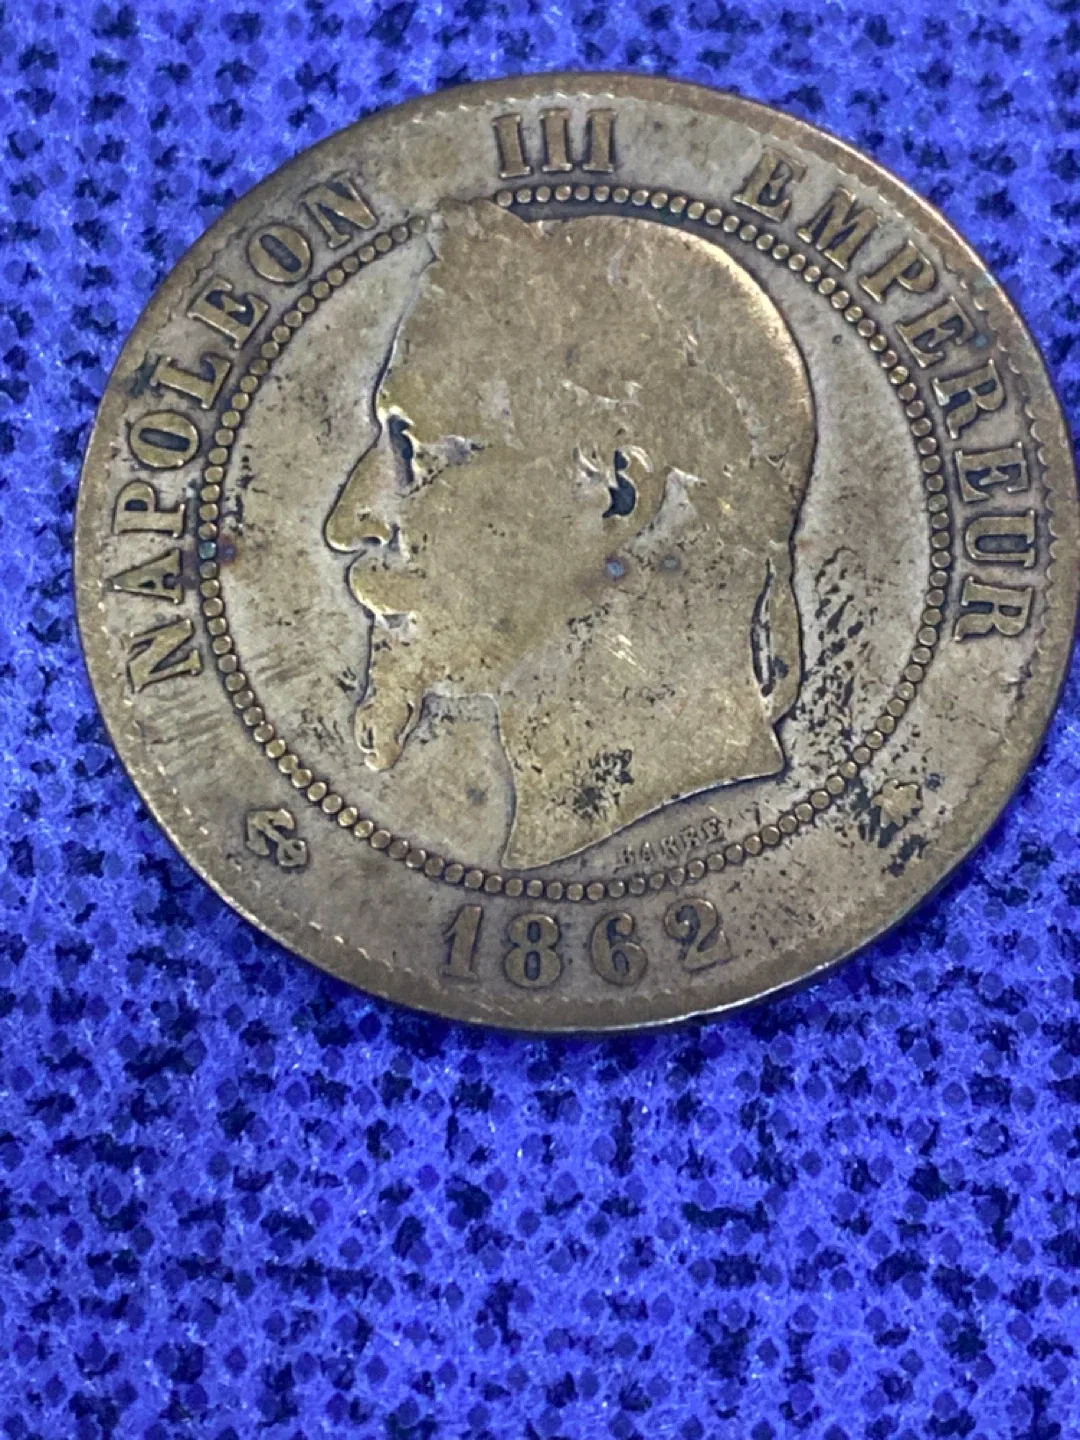 NAPOLEON III EMPEREUR
BARRE
1862